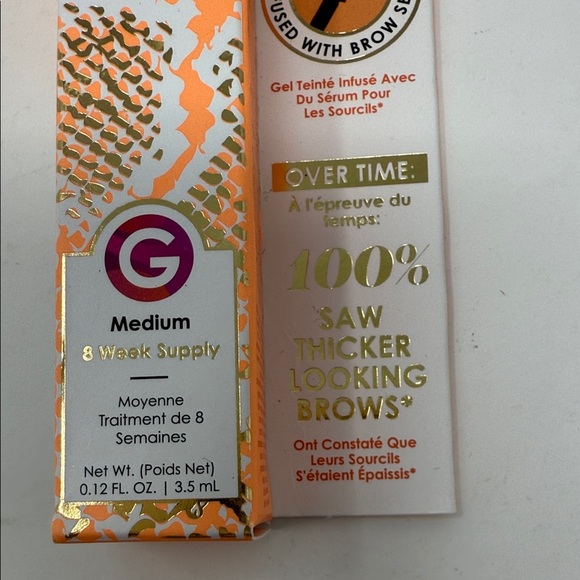 G
Medium
8 Week Supply
Moyenne
Traitment de 8
Semaines
Net Wt. (Poids Net)
0.12 FL. OZ. | 3.5 mL
WITH BROW
Gel Teinté Infusé Avec
Du Sérum Pour
Les Sourcils*
OVER TIME:
À l'épreuve du
temps:
100%
SAW
THICKER
LOOKING
BROWS*
Ont Constaté Que
Leurs Sourcils
S'étaient Épaissis*